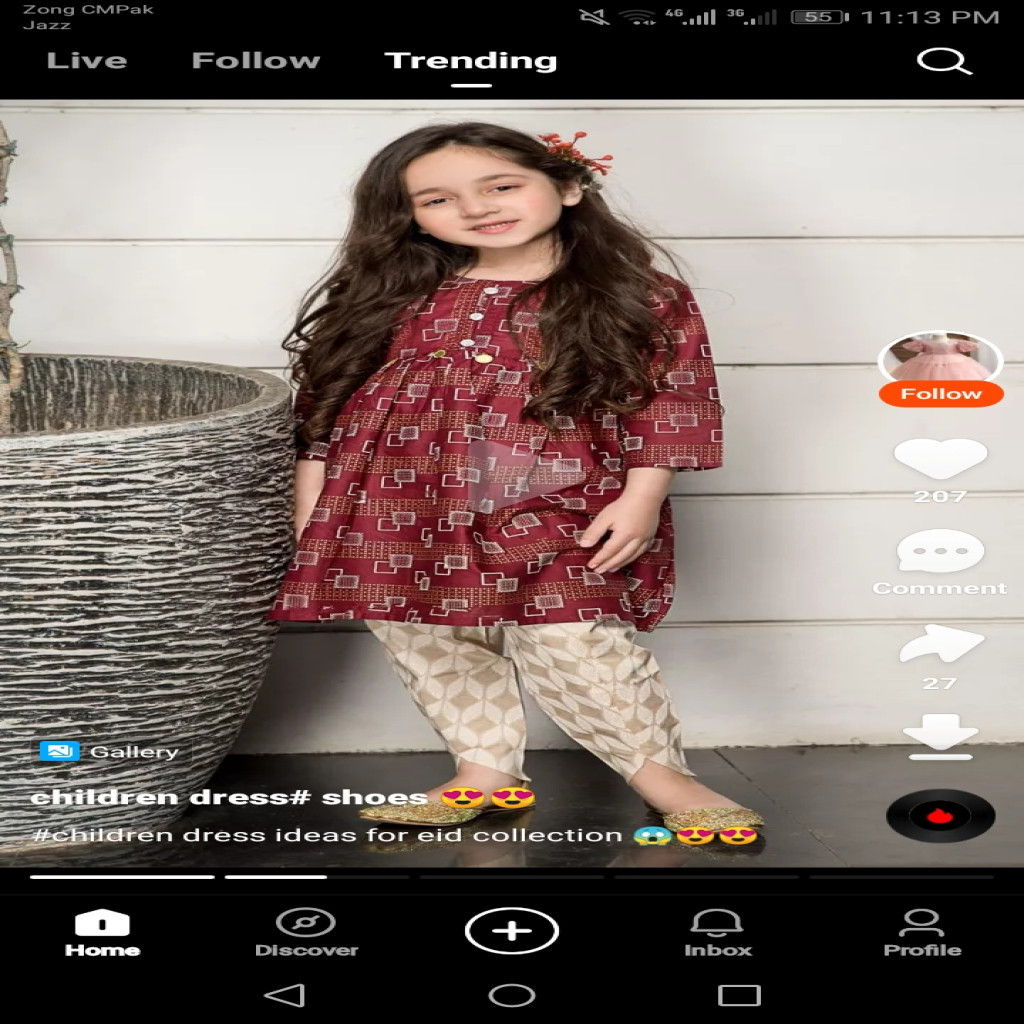 Zong CMPak
Jazz
4G
3G
55
11:13 PM
Live
Follow
Trending
Follow
207
Comment
27
Gallery
children dress# shoes 😍😍
#children dress ideas for eid collection 😱😍😍
Home
Discover
Inbox
Profile